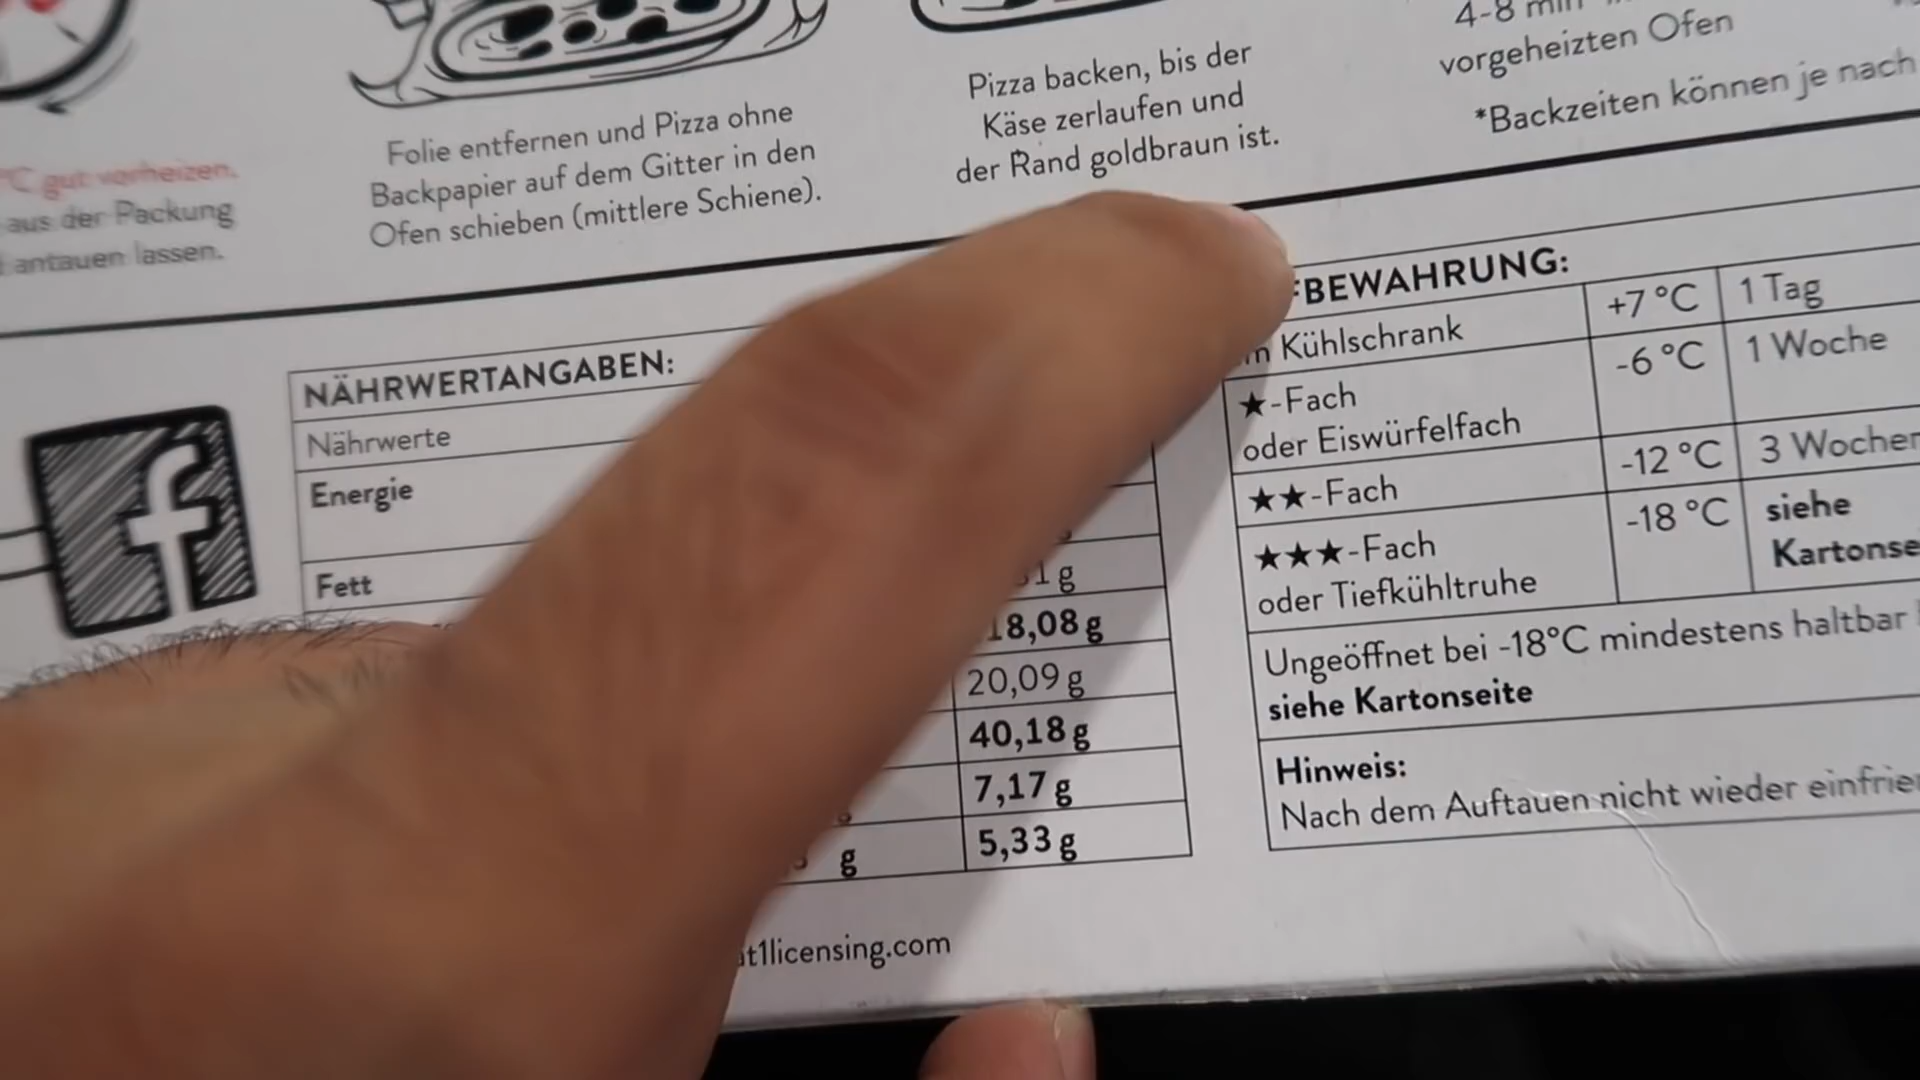 °C gut vorheizen.
aus der Packung
antauen lassen.
Folie entfernen und Pizza ohne
Backpapier auf dem Gitter in den
Ofen schieben (mittlere Schiene).
Pizza backen, bis der
Käse zerlaufen und
der Rand goldbraun ist.
4-8 min
vorgeheizten Ofen
*Backzeiten können je nach
f
NÄHRWERTANGABEN:
Nährwerte
Energie
Fett
1 g
18,08 g
20,09 g
40,18 g
7,17 g
g 5,33 g
t1licensing.com
FBEWAHRUNG:
m Kühlschrank +7 °C 1 Tag
★-Fach -6 °C 1 Woche
oder Eiswürfelfach
★★-Fach -12 °C 3 Wochen
★★★-Fach -18 °C siehe
oder Tiefkühltruhe Kartonse
Ungeöffnet bei -18°C mindestens haltbar
siehe Kartonseite
Hinweis:
Nach dem Auftauen nicht wieder einfrie